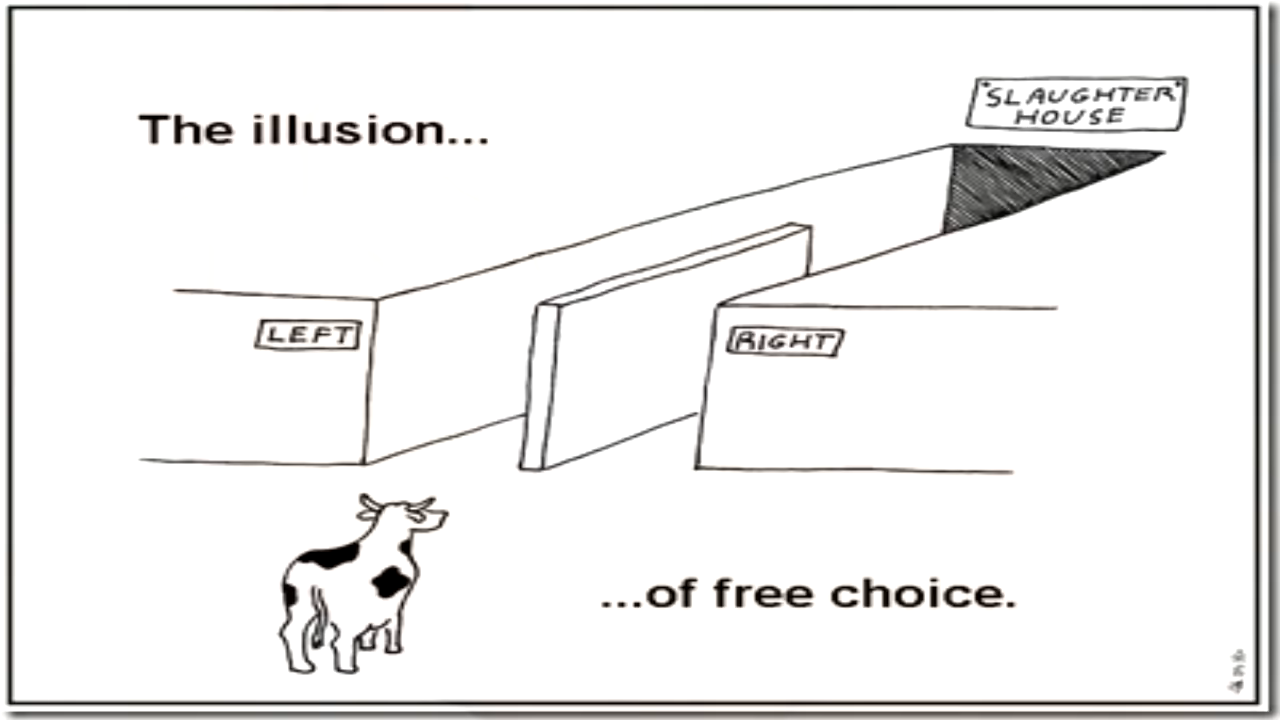 The illusion...
SLAUGHTER
HOUSE
LEFT
RIGHT
...of free choice.